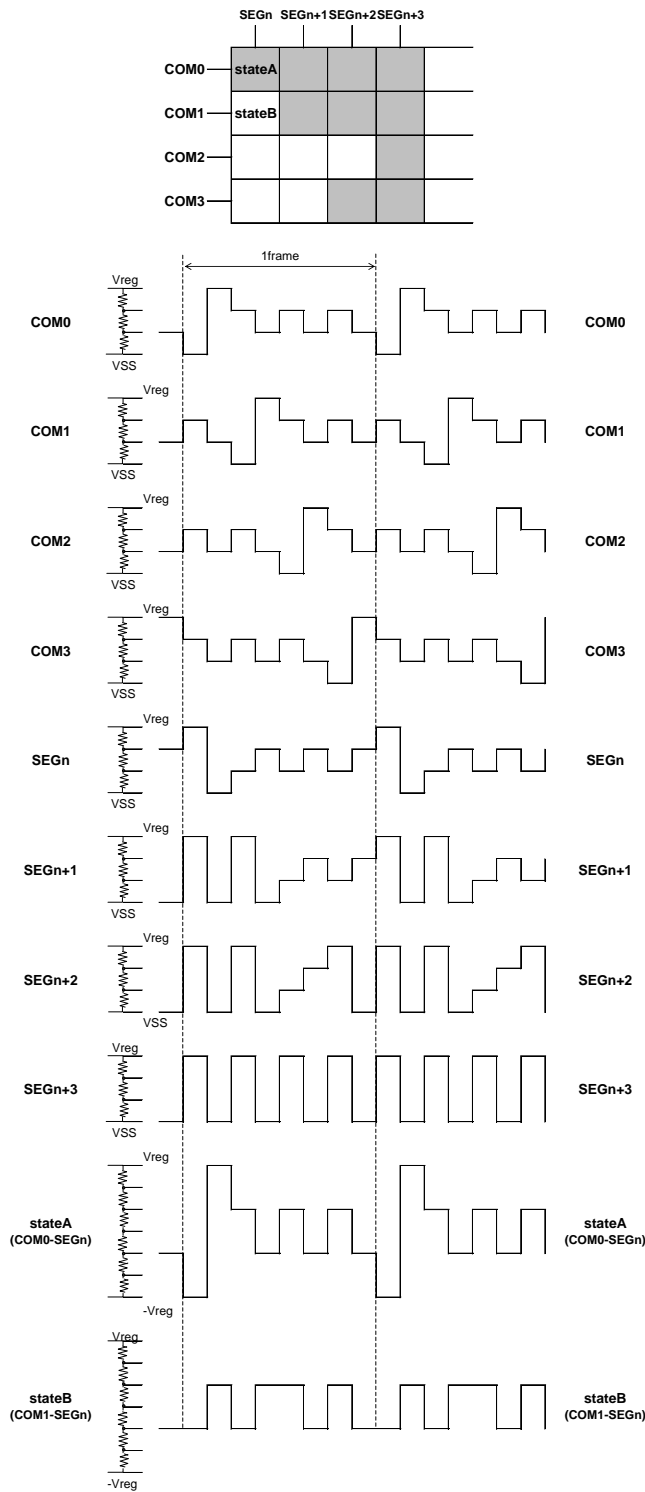 SEGn SEGn+1 SEGn+2 SEGn+3
COM0 stateA
COM1 stateB
COM2
COM3
1frame
Vreg
COM0 COM0
VSS
Vreg
COM1 COM1
VSS
Vreg
COM2 COM2
VSS
Vreg
COM3 COM3
VSS
Vreg
SEGn SEGn
VSS
Vreg
SEGn+1 SEGn+1
VSS
Vreg
SEGn+2 SEGn+2
VSS
Vreg
SEGn+3 SEGn+3
VSS
Vreg
stateA stateA
(COM0-SEGn) (COM0-SEGn)
-Vreg
Vreg
stateB stateB
(COM1-SEGn) (COM1-SEGn)
-Vreg